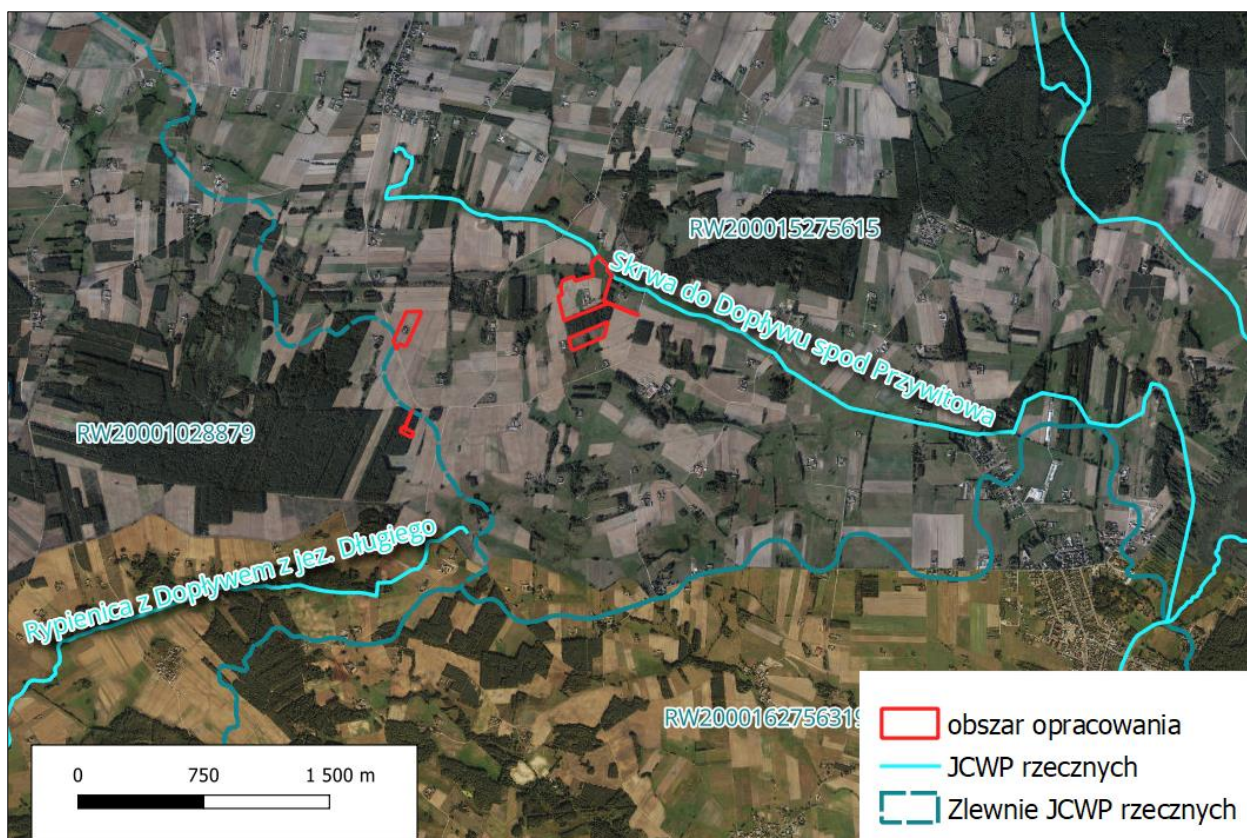 RW200015275615
Skrwa do Dopływu spod Przywitowa
RW20001028879
Rypienica z Dopływem z jez. Długiego
RW2000162756319
0 750 1 500 m
obszar opracowania
JCWP rzecznych
Zlewnie JCWP rzecznych